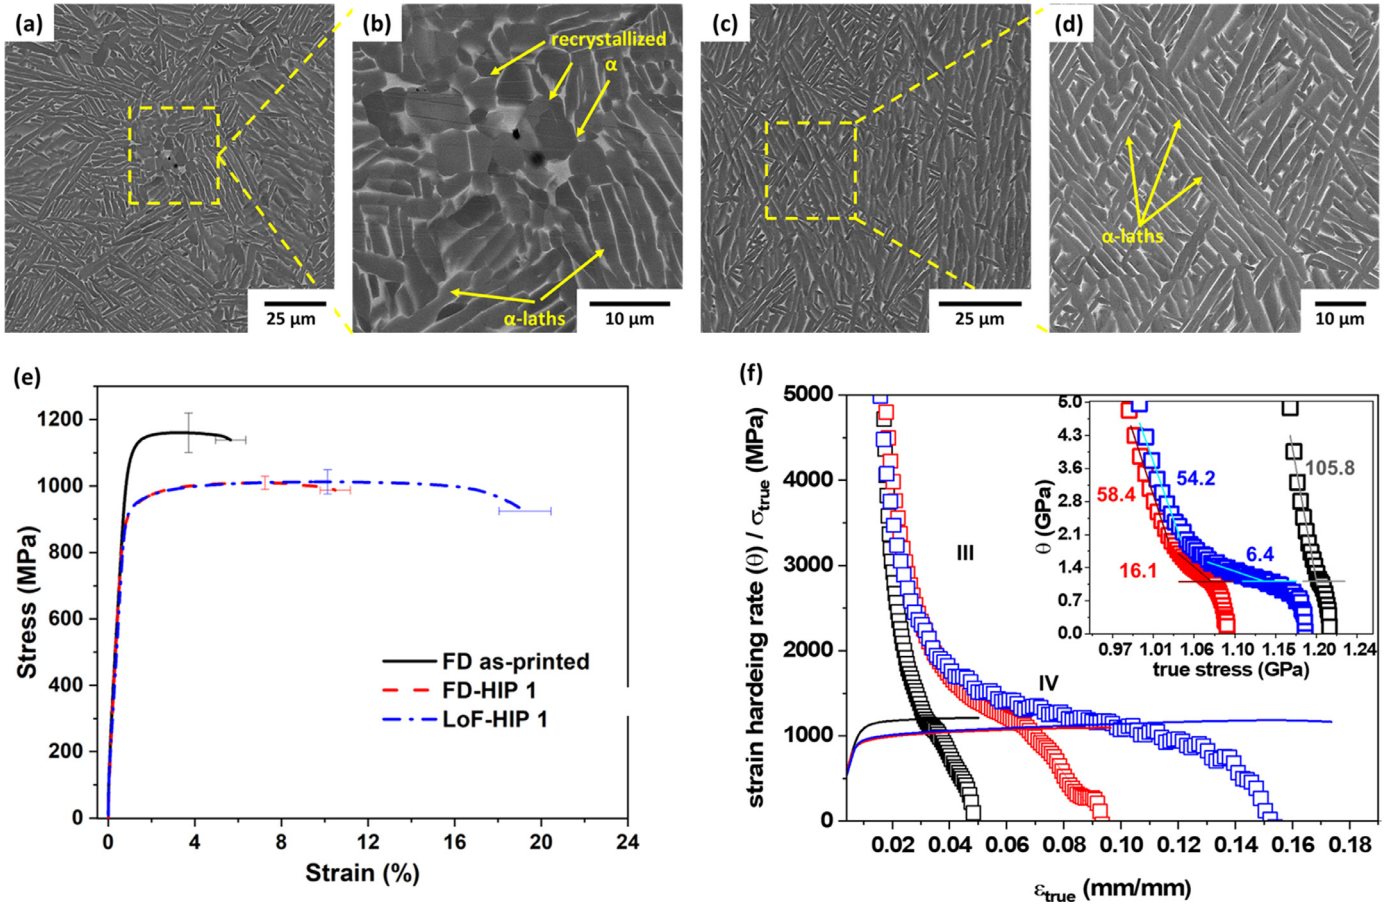 (a)
25 μm
(b)
recrystallized
α
α-laths
10 μm
(c)
25 μm
(d)
α-laths
10 μm
(e)
Stress (MPa)
1200
1000
800
600
400
200
0
FD as-printed
FD-HIP 1
LoF-HIP 1
0 4 8 12 16 20 24
Strain (%)
(f)
strain hardeing rate (θ) / σtrue (MPa)
5000
4000
3000
2000
1000
0
III
IV
θ (GPa)
5.0
4.3
3.6
2.8
2.1
1.4
0.7
0.0
58.4
54.2
105.8
16.1
6.4
0.97 1.01 1.06 1.10 1.15 1.20 1.24
true stress (GPa)
0.02 0.04 0.06 0.08 0.10 0.12 0.14 0.16 0.18
εtrue (mm/mm)